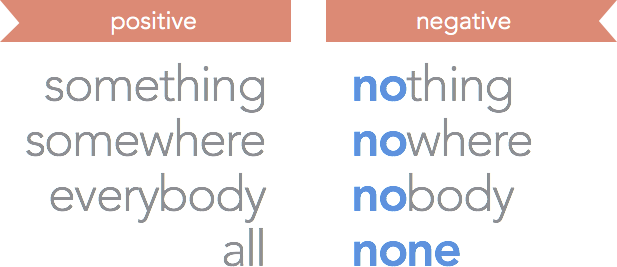 positive negative
something nothing
somewhere nowhere
everybody nobody
all none